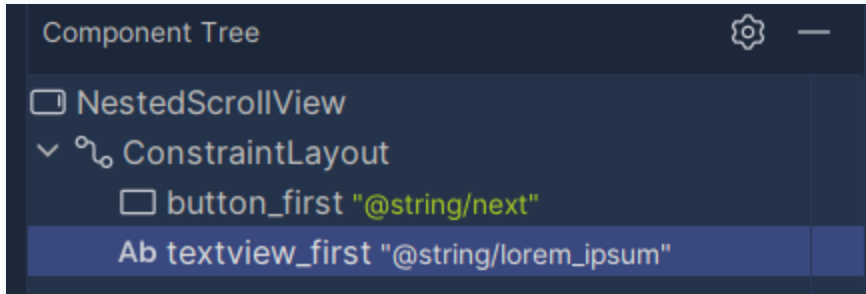 Component Tree
NestedScrollView
ConstraintLayout
button_first "@string/next"
Ab textview_first "@string/lorem_ipsum"